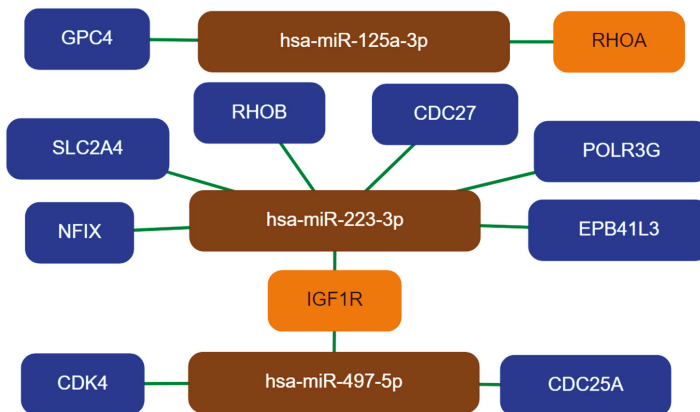 GPC4
hsa-miR-125a-3p
RHOA
RHOB
CDC27
SLC2A4
POLR3G
NFIX
hsa-miR-223-3p
EPB41L3
IGF1R
CDK4
hsa-miR-497-5p
CDC25A